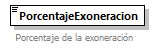 PorcentajeExoneracion
Porcentaje de la exoneración